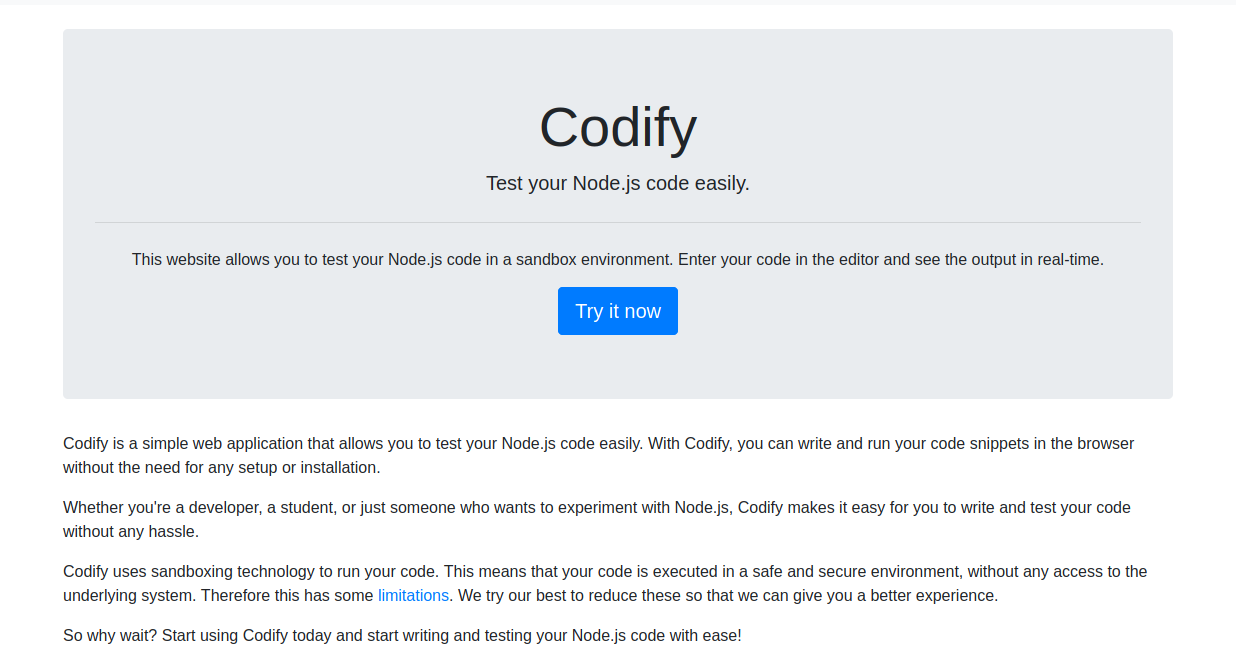 Codify
Test your Node.js code easily.
This website allows you to test your Node.js code in a sandbox environment. Enter your code in the editor and see the output in real-time.
Try it now
Codify is a simple web application that allows you to test your Node.js code easily. With Codify, you can write and run your code snippets in the browser
without the need for any setup or installation.
Whether you're a developer, a student, or just someone who wants to experiment with Node.js, Codify makes it easy for you to write and test your code
without any hassle.
Codify uses sandboxing technology to run your code. This means that your code is executed in a safe and secure environment, without any access to the
underlying system. Therefore this has some limitations. We try our best to reduce these so that we can give you a better experience.
So why wait? Start using Codify today and start writing and testing your Node.js code with ease!